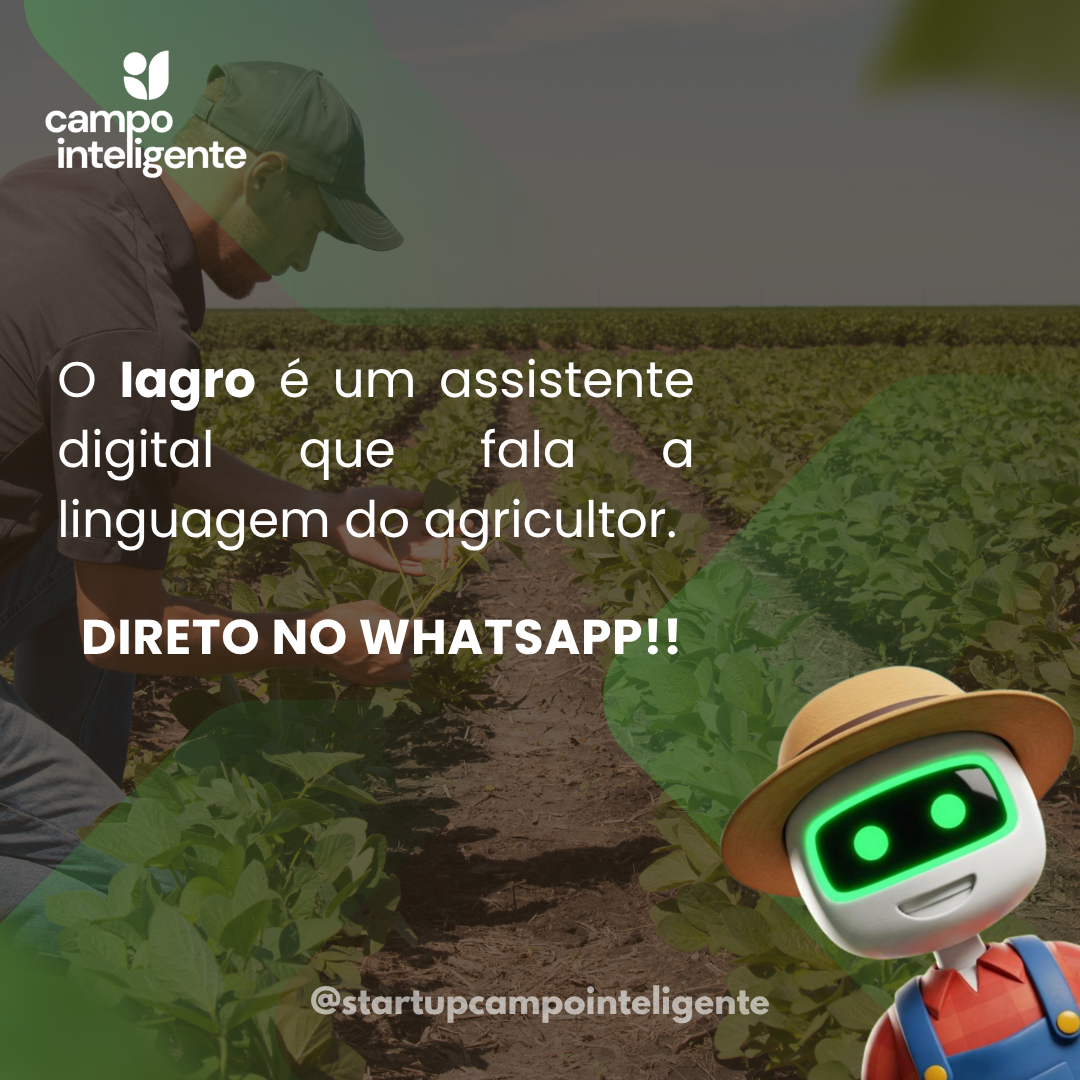 campo
inteligente
O Iagro é um assistente
digital que fala a
linguagem do agricultor.
DIRETO NO WHATSAPP!!
@startupcampointeligente